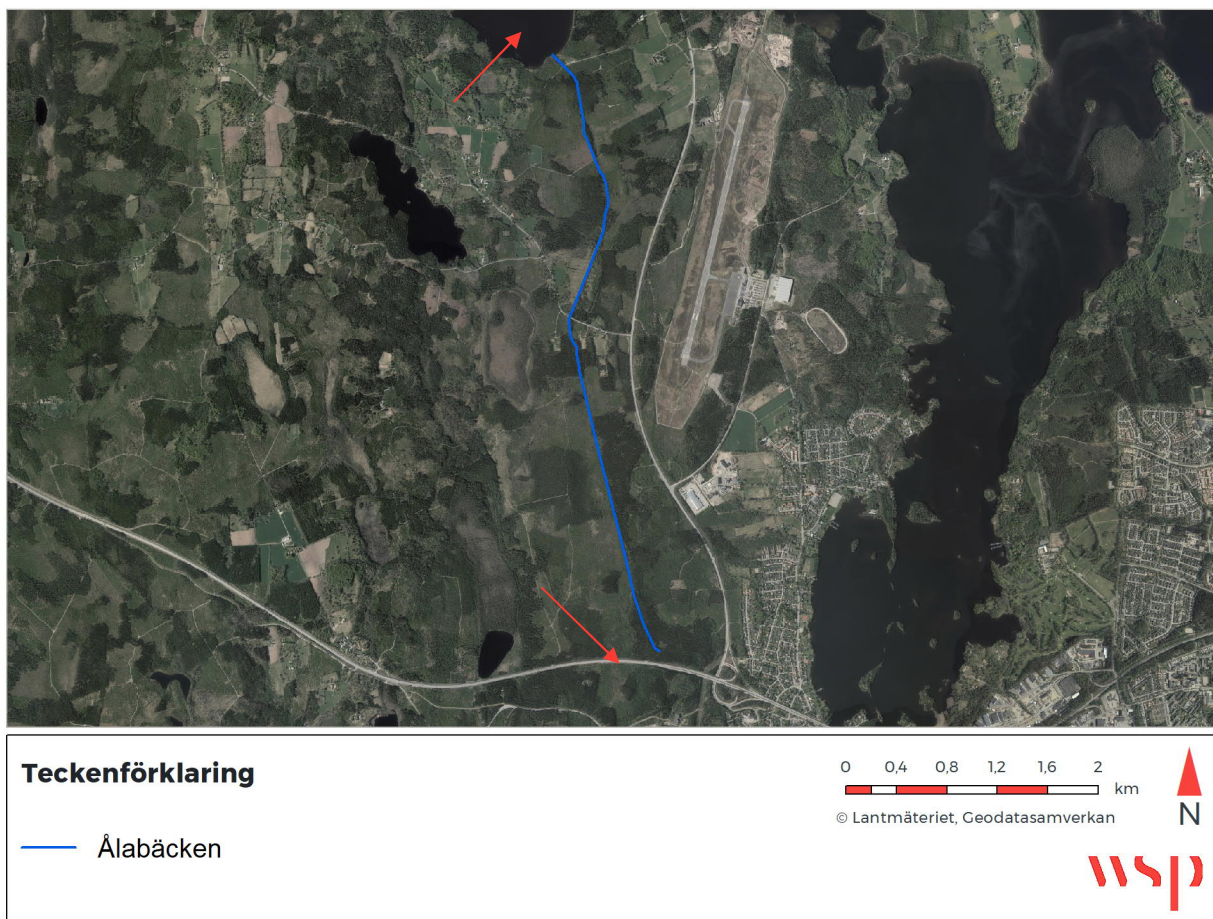 Teckenförklaring
Ålabäcken
0 0,4 0,8 1,2 1,6 2
km
© Lantmäteriet, Geodatasamverkan
N
wsp